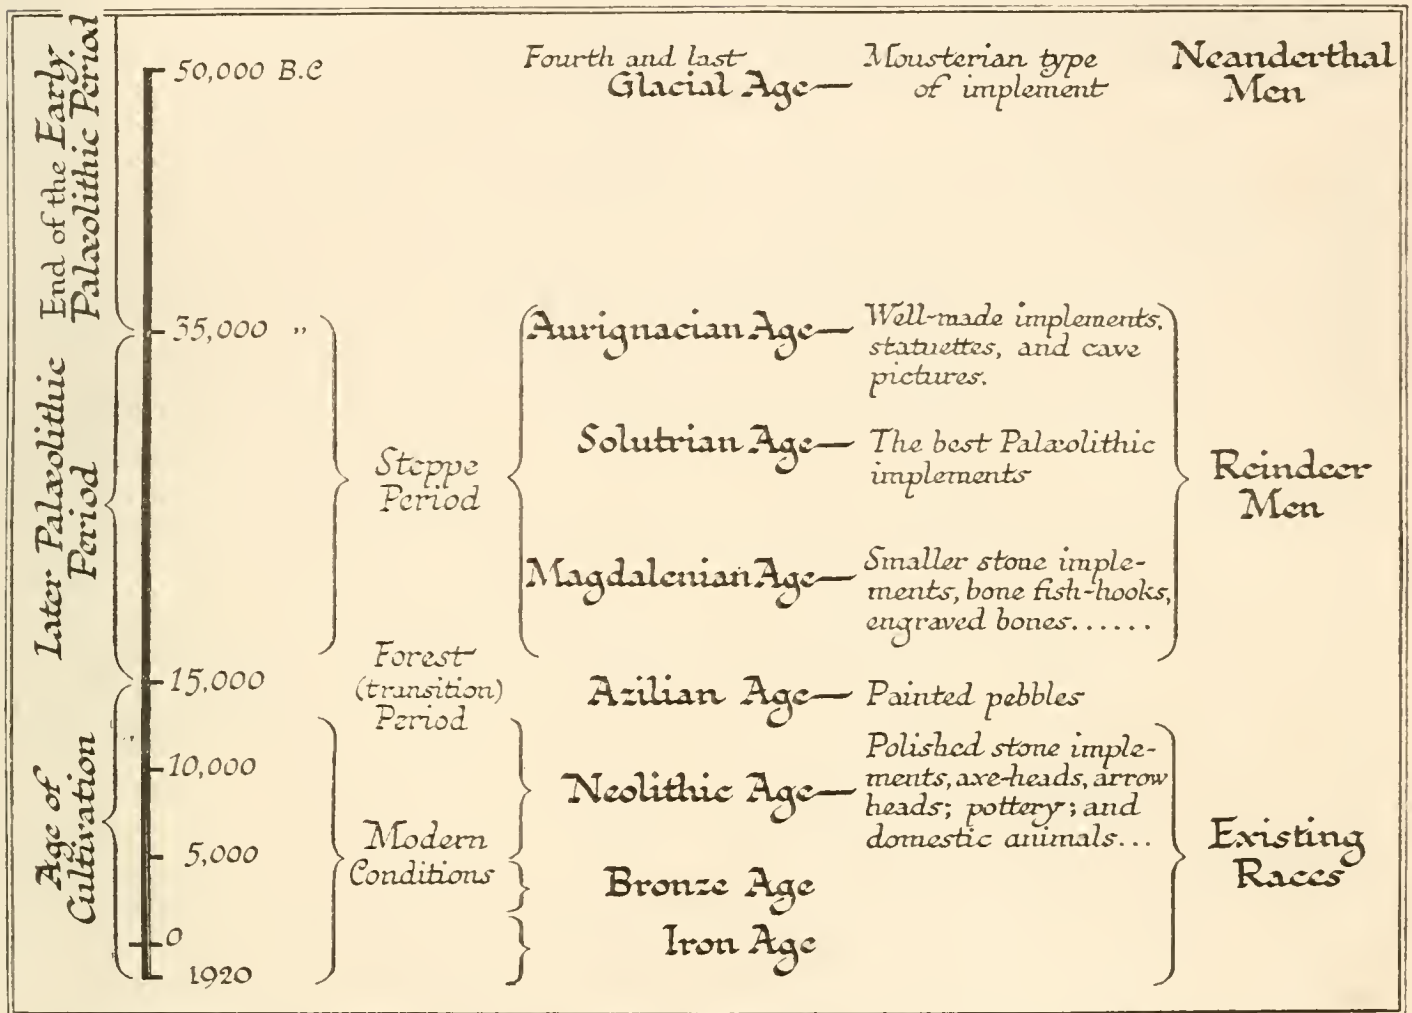 End of the Early
Palæolithic Period
Later Palæolithic
Period
Age of
Cultivation
50,000 B.C
35,000 "
15,000
10,000
5,000
0
1920
Steppe
Period
Forest
(transition)
Period
Modern
Conditions
Fourth and last
Glacial Age—
Mousterian type
of implement
Neanderthal
Men
Aurignacian Age—
Well-made implements,
statuettes, and cave
pictures.
Solutrian Age—
The best Palæolithic
implements
Magdalenian Age—
Smaller stone imple-
ments, bone fish-hooks,
engraved bones......
Reindeer
Men
Azilian Age—
Painted pebbles
Neolithic Age—
Polished stone imple-
ments, axe-heads, arrow
heads; pottery; and
domestic animals...
Bronze Age
Iron Age
Existing
Races